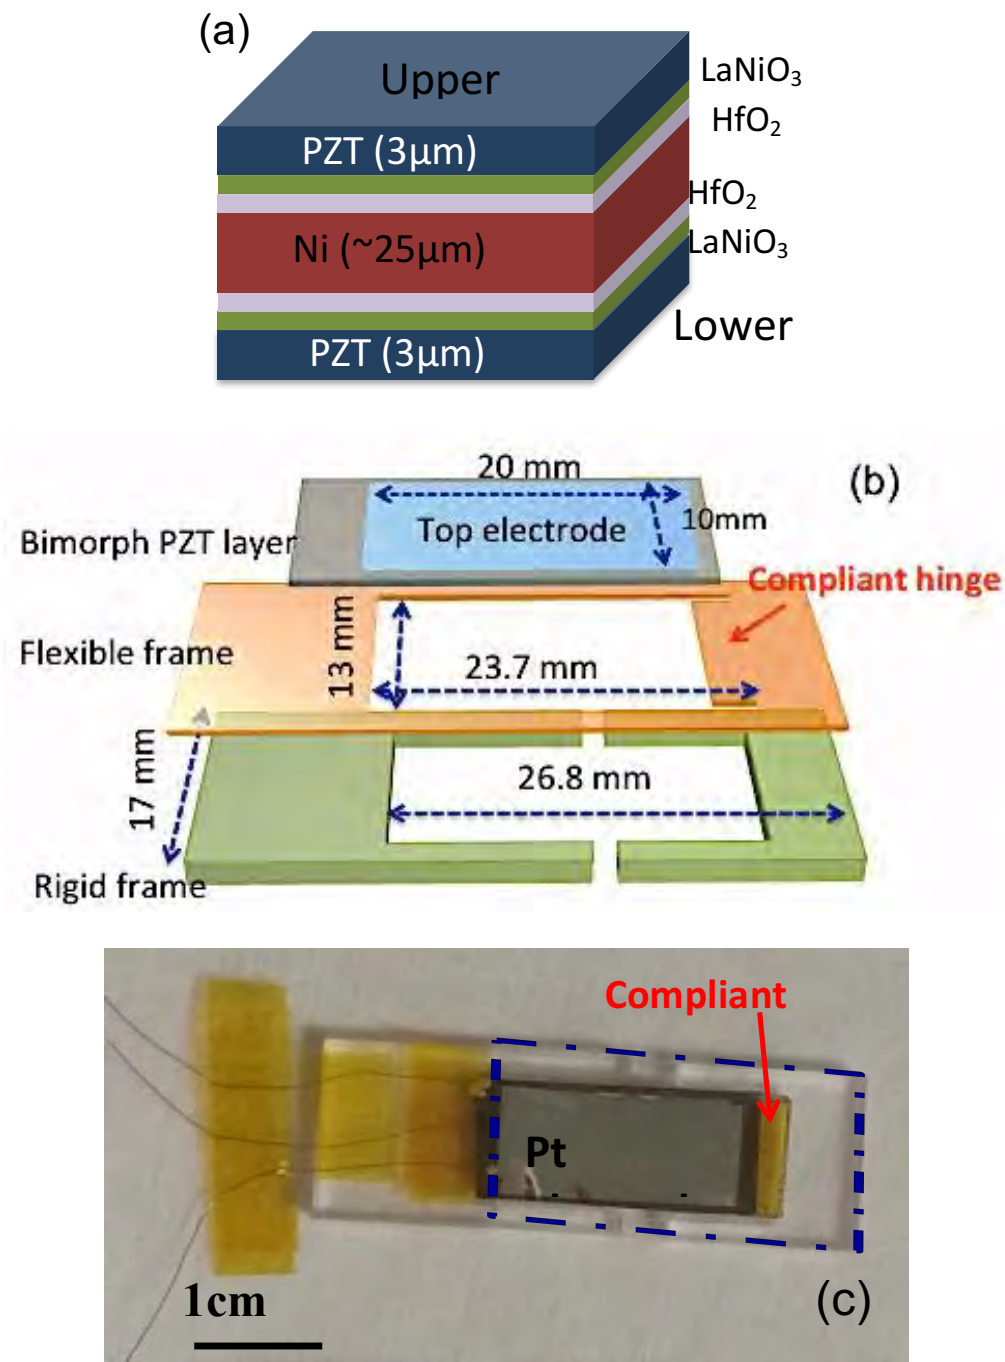 (a)
Upper
LaNiO₃
HfO₂
PZT (3μm)
HfO₂
Ni (~25μm)
LaNiO₃
Lower
PZT (3μm)
20 mm
(b)
10mm
Bimorph PZT layer
Top electrode
Compliant hinge
Flexible frame
13 mm
23.7 mm
17 mm
26.8 mm
Rigid frame
Compliant
Pt
1cm
(c)